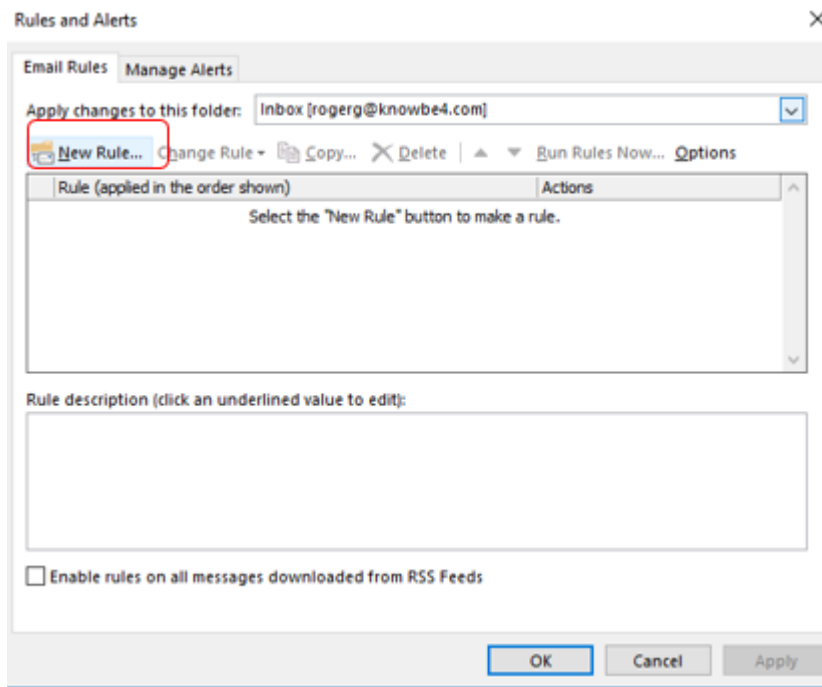 Rules and Alerts
Email Rules Manage Alerts
Apply changes to this folder: Inbox [rogerg@knowbe4.com]
New Rule... Change Rule Copy... Delete Run Rules Now... Options
Rule (applied in the order shown) Actions
Select the "New Rule" button to make a rule.
Rule description (click an underlined value to edit):
Enable rules on all messages downloaded from RSS Feeds
OK Cancel Apply